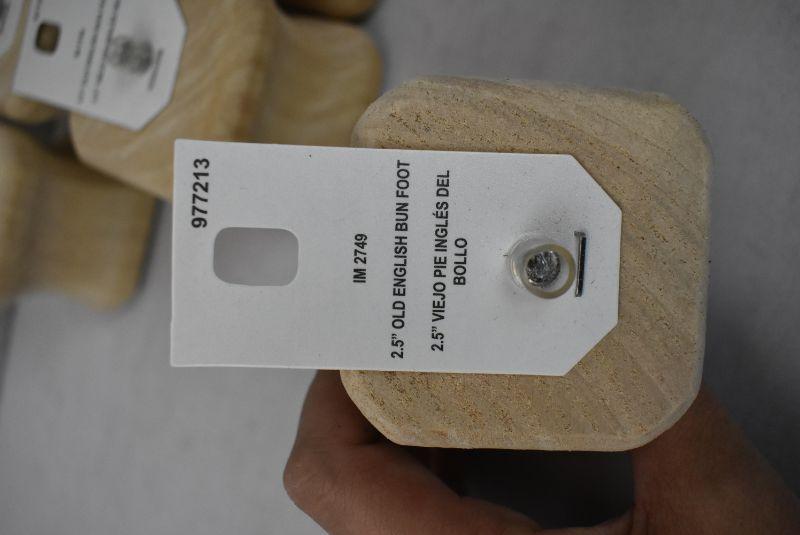 977213
IM 2749
2.5" OLD ENGLISH BUN FOOT
2.5" VIEJO PIE INGLÉS DEL
BOLLO